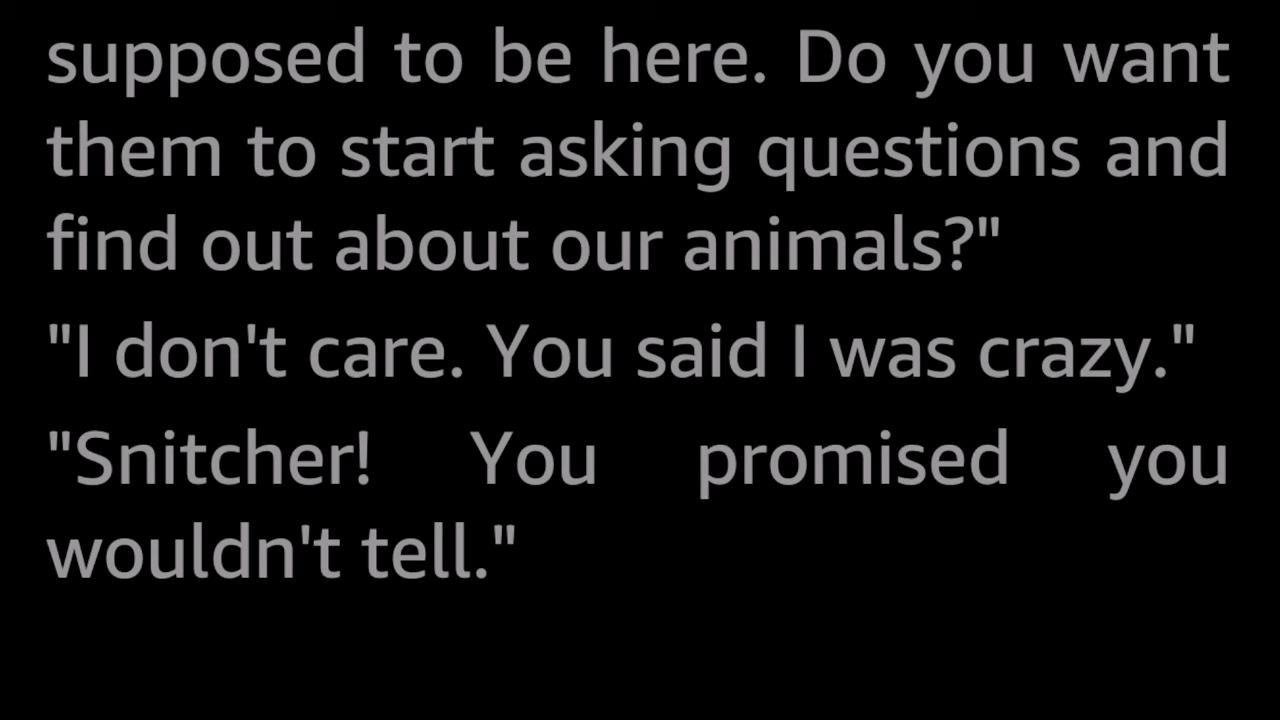 supposed to be here. Do you want
them to start asking questions and
find out about our animals?"
"I don't care. You said I was crazy."
"Snitcher! You promised you
wouldn't tell."